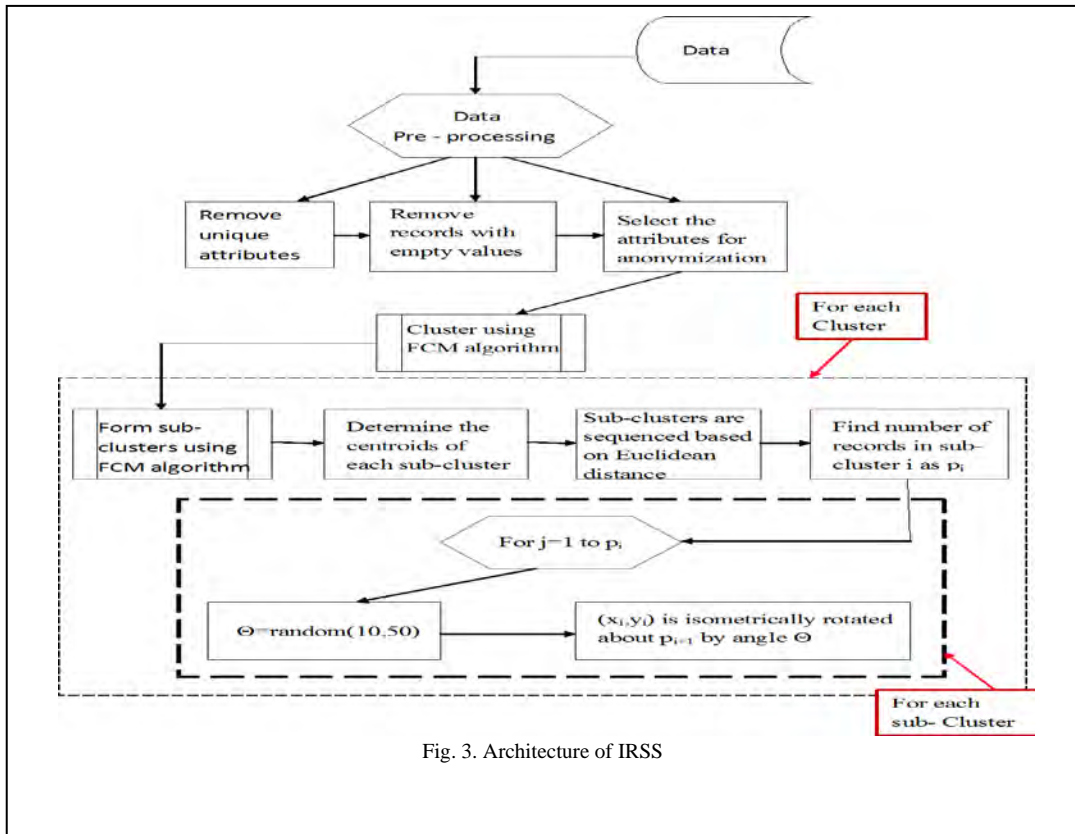 Data
Data
Pre - processing
Remove
unique
attributes
Remove
records with
empty values
Select the
attributes for
anonymization
For each
Cluster
Cluster using
FCM algorithm
Form sub-
clusters using
FCM algorithm
Determine the
centroids of
each sub-cluster
Sub-clusters are
sequenced based
on Euclidean
distance
Find number of
records in sub-
cluster i as pᵢ
For j=1 to pᵢ
Θ=random(10,50)
(xᵢ,yᵢ) is isometrically rotated
about pᵢ₊₁ by angle Θ
For each
sub- Cluster
Fig. 3. Architecture of IRSS